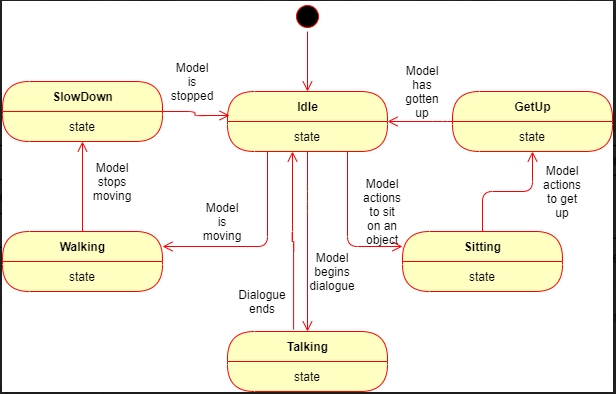 Model
is
stopped
Model
has
gotten
up
SlowDown
state
Idle
state
GetUp
state
Model
stops
moving
Model
is
moving
Model
actions
to sit
on an
object
Model
actions
to get
up
Walking
state
Model
begins
dialogue
Sitting
state
Dialogue
ends
Talking
state